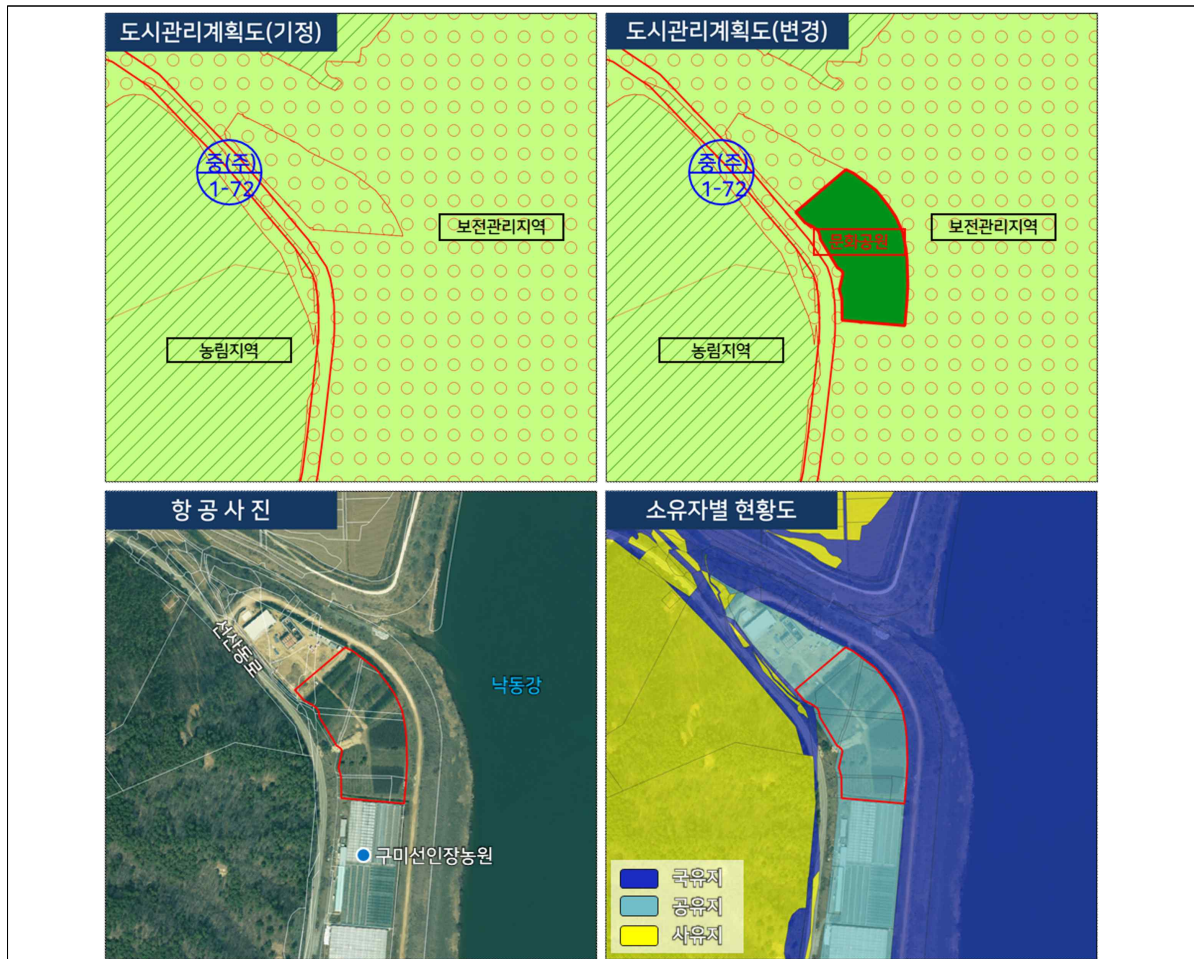 도시관리계획도(기정)
중(주)
1-72
보전관리지역
농림지역
도시관리계획도(변경)
중(주)
1-72
문화공원
보전관리지역
농림지역
항공사진
선산동로
낙동강
구미선인장농원
소유자별 현황도
국유지
공유지
사유지